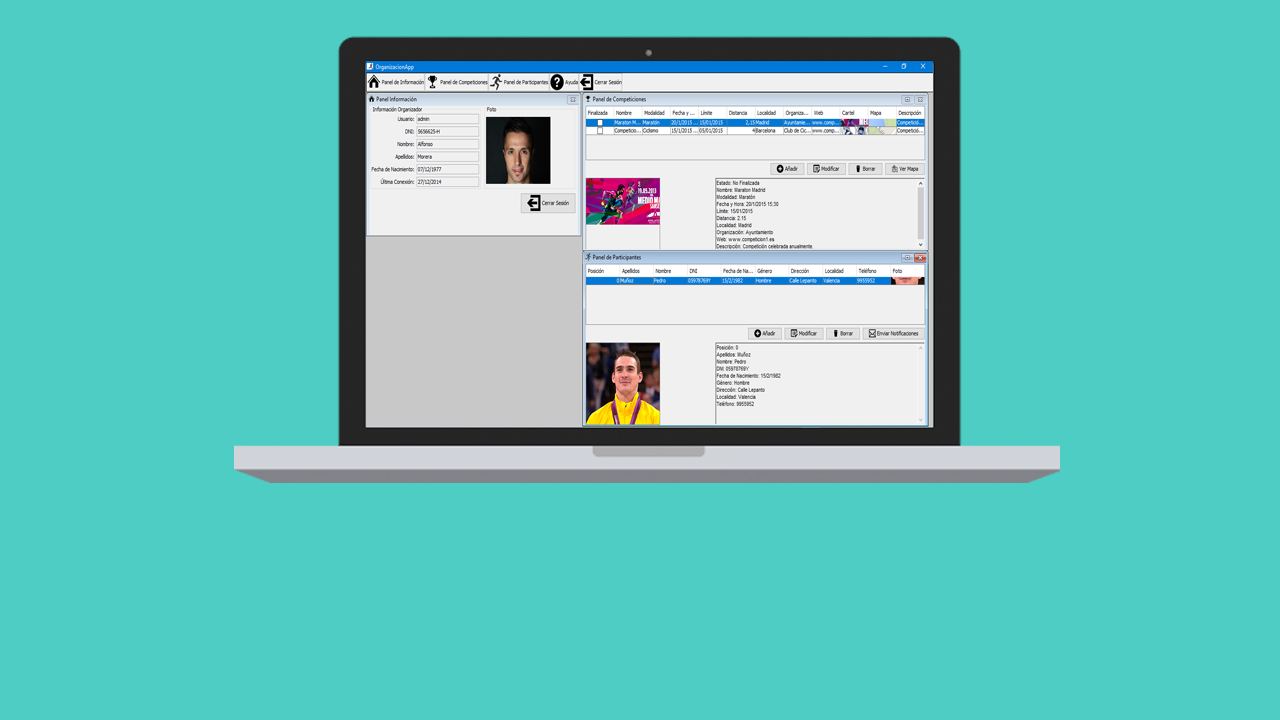 OrganizacionApp
Panel de Información Panel de Competiciones Panel de Participantes Ayuda Cerrar Sesión
Panel Información
Información Organizador Foto
Usuario: admin
DNI: 5656625-H
Nombre: Alfonso
Apellidos: Morera
Fecha de Nacimiento: 07/12/1977
Última Conexión: 27/12/2014
Cerrar Sesión
Panel de Competiciones
Finalizada Nombre Modalidad Fecha y ... Límite Distancia Localidad Organiza... Web Cartel Mapa Descripción
Maraton M... Maratón 20/1/2015 ... 15/01/2015 2,15 Madrid Ayuntamie... www.comp... Competició...
Competicio... Ciclismo 15/1/2015 ... 05/01/2015 4 Barcelona Club de Cic... www.comp... Competició...
Añadir Modificar Borrar Ver Mapa
19.05.2013
MEDIO MA
Estado: No Finalizada
Nombre: Maraton Madrid
Modalidad: Maratón
Fecha y Hora: 20/1/2015 15:30
Límite: 15/01/2015
Distancia: 2.15
Localidad: Madrid
Organización: Ayuntamiento
Web: www.competicion1.es
Descripción: Competición celebrada anualmente
Panel de Participantes
Posición Apellidos Nombre DNI Fecha de Na... Género Dirección Localidad Teléfono Foto
0 Muñoz Pedro 05978769Y 15/2/1982 Hombre Calle Lepanto Valencia 9955952
Añadir Modificar Borrar Enviar Notificaciones
Posición: 0
Apellidos: Muñoz
Nombre: Pedro
DNI: 05978769Y
Fecha de Nacimiento: 15/2/1982
Género: Hombre
Dirección: Calle Lepanto
Localidad: Valencia
Teléfono: 9955952